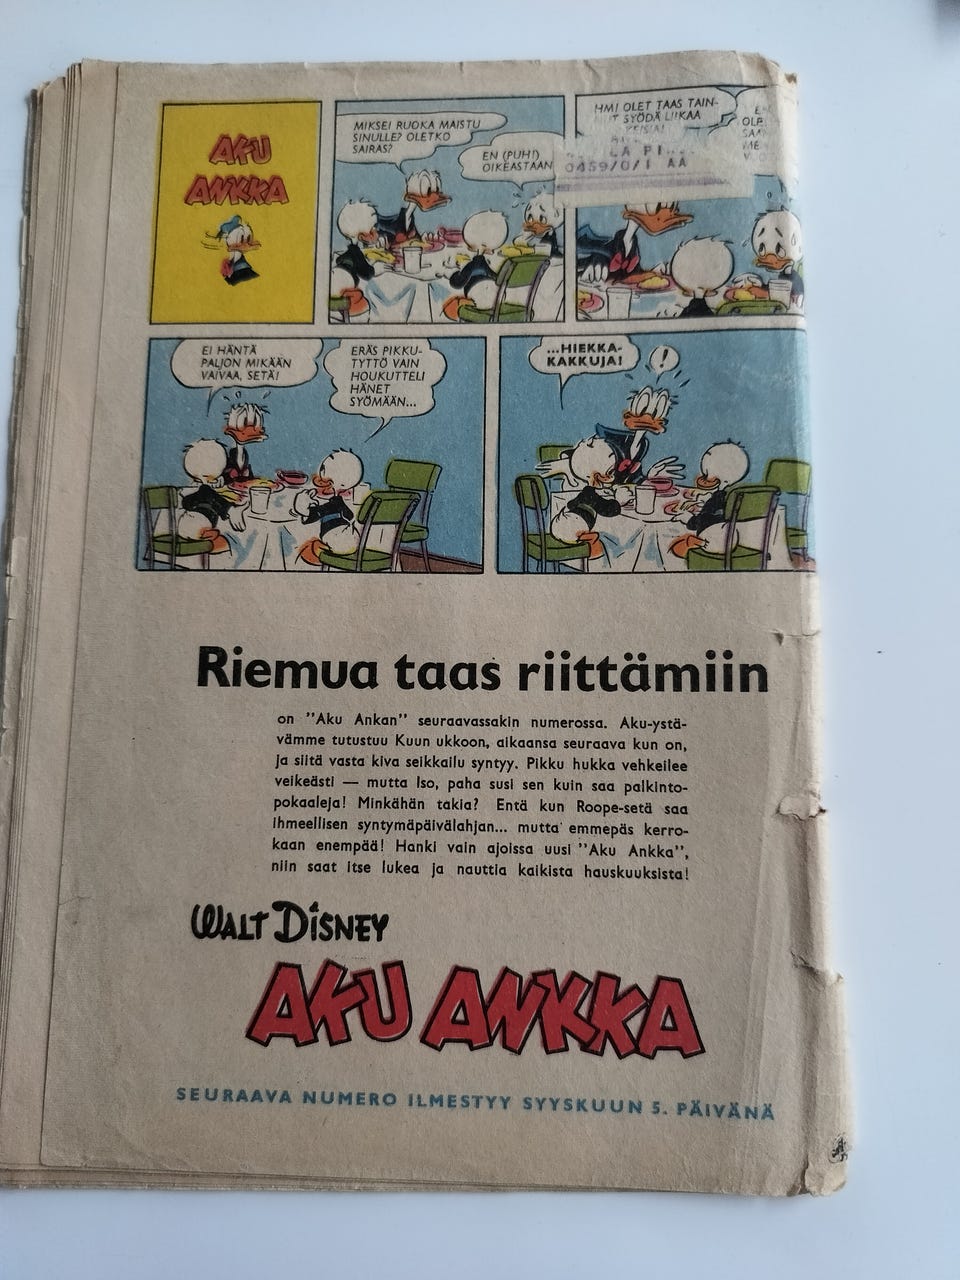 AKU
ANKKA
MIKSEI RUOKA MAISTU
SINULLE? OLETKO
SAIRAS?
EN (PUH!)
OIKEASTAAN
HM! OLET TAAS TAIN-
SYÖDÄ LIIKAA
0459/0/1 AA
EI HÄNTÄ
PALJON MIKÄÄN
VAIVAA, SETÄ!
ERÄS PIKKU-
TYTTÖ VAIN
HOUKUTTELI
HÄNET
SYÖMÄÄN...
...HIEKKA-
KAKKUJA!
!
Riemua taas riittämiin
on "Aku Ankan" seuraavassakin numerossa. Aku-ystä-
vämme tutustuu Kuun ukkoon, aikaansa seuraava kun on,
ja siitä vasta kiva seikkailu syntyy. Pikku hukka vehkeilee
veikeästi — mutta Iso, paha susi sen kuin saa palkinto-
pokaaleja! Minkähän takia? Entä kun Roope-setä saa
ihmeellisen syntymäpäivälahjan... mutta emmepäs kerro-
kaan enempää! Hanki vain ajoissa uusi "Aku Ankka",
niin saat itse lukea ja nauttia kaikista hauskuuksista!
WALT DISNEY
AKU ANKKA
SEURAAVA NUMERO ILMESTYY SYYSKUUN 5. PÄIVÄNÄ